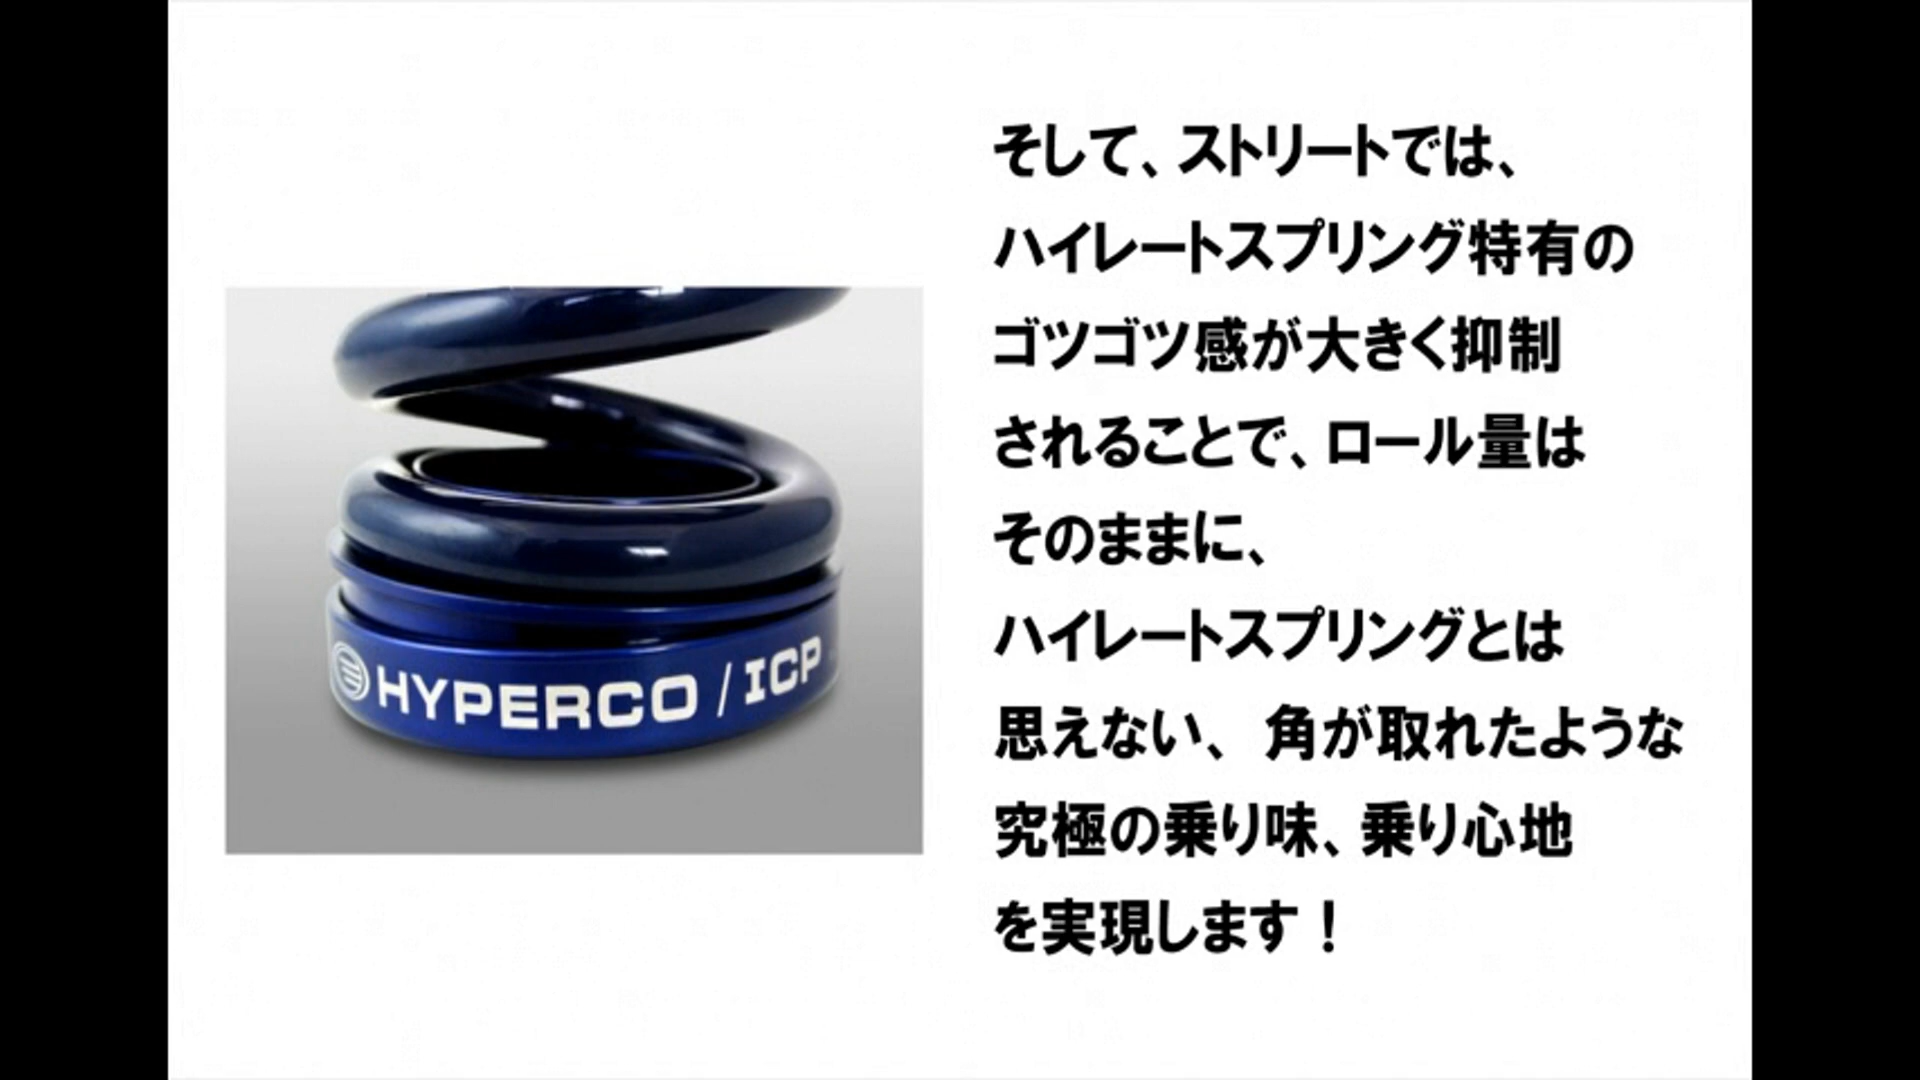 そして、ストリートでは、
ハイレートスプリング特有の
ゴツゴツ感が大きく抑制
されることで、ロール量は
そのままに、
ハイレートスプリングとは
思えない、角が取れたような
究極の乗り味、乗り心地
を実現します！
HYPERCO / ICP